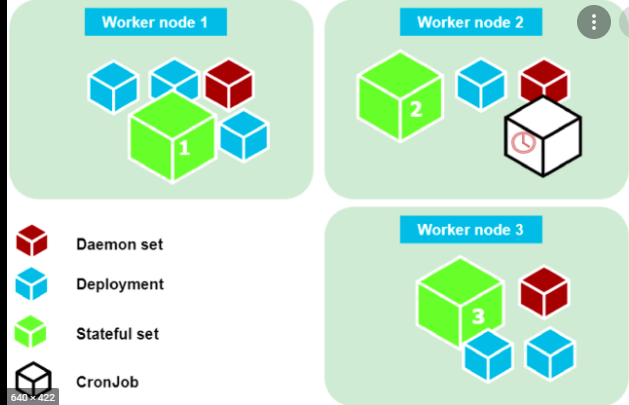 Worker node 1
Worker node 2
1
2
Worker node 3
3
Daemon set
Deployment
Stateful set
CronJob
640 × 422